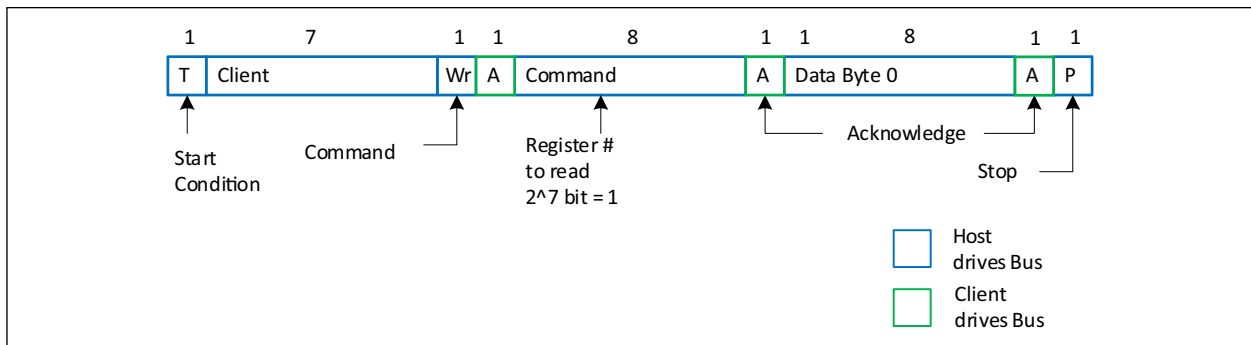 1 7 1 1 8 1 1 8 1 1
T Client Wr A Command A Data Byte 0 A P
Start
Condition
Command
Register #
to read
2^7 bit = 1
Acknowledge
Stop
Host
drives Bus
Client
drives Bus